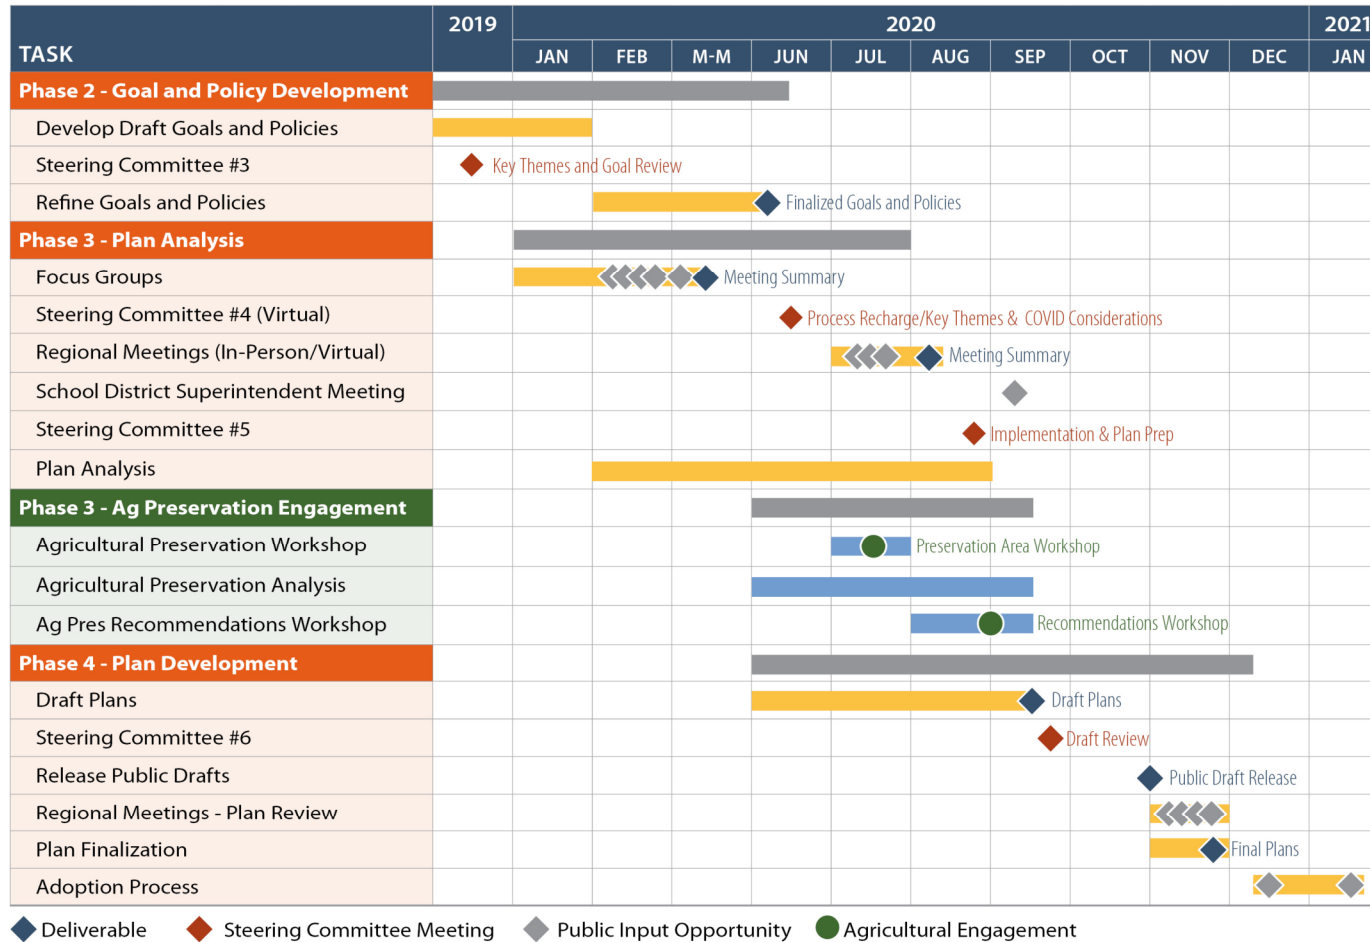 2019 2020 2021
TASK JAN FEB M-M JUN JUL AUG SEP OCT NOV DEC JAN
Phase 2 - Goal and Policy Development
Develop Draft Goals and Policies
Steering Committee #3 Key Themes and Goal Review
Refine Goals and Policies Finalized Goals and Policies
Phase 3 - Plan Analysis
Focus Groups Meeting Summary
Steering Committee #4 (Virtual) Process Recharge/Key Themes & COVID Considerations
Regional Meetings (In-Person/Virtual) Meeting Summary
School District Superintendent Meeting
Steering Committee #5 Implementation & Plan Prep
Plan Analysis
Phase 3 - Ag Preservation Engagement
Agricultural Preservation Workshop Preservation Area Workshop
Agricultural Preservation Analysis
Ag Pres Recommendations Workshop Recommendations Workshop
Phase 4 - Plan Development
Draft Plans Draft Plans
Steering Committee #6 Draft Review
Release Public Drafts Public Draft Release
Regional Meetings - Plan Review
Plan Finalization Final Plans
Adoption Process
Deliverable Steering Committee Meeting Public Input Opportunity Agricultural Engagement